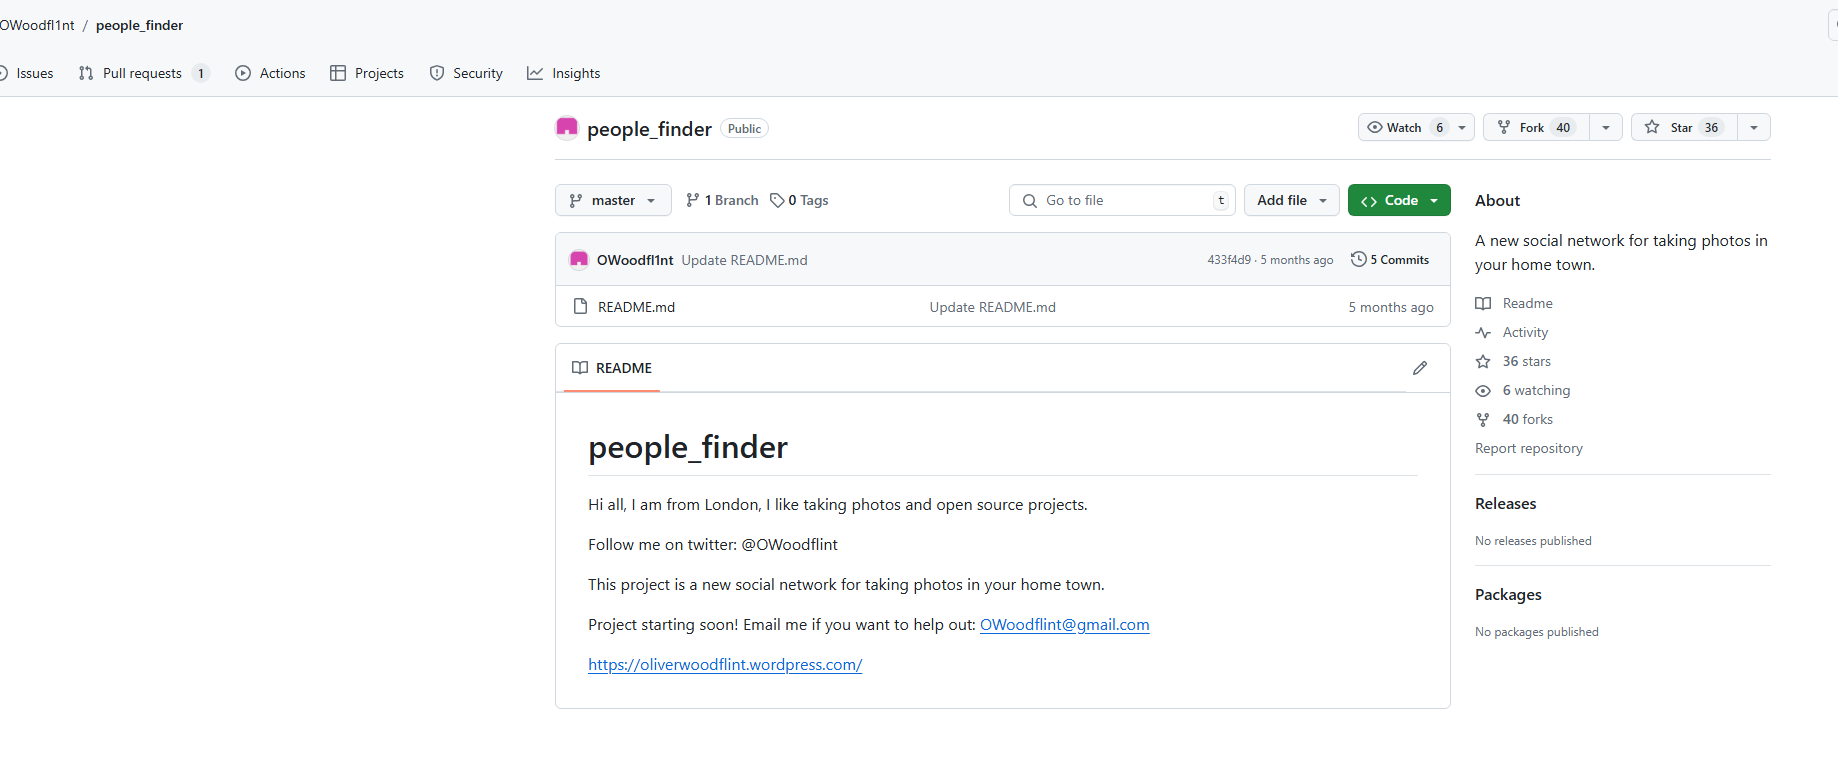 OWoodfl1nt / people_finder
Issues Pull requests 1 Actions Projects Security Insights
people_finder Public Watch 6 Fork 40 Star 36
master 1 Branch 0 Tags Go to file t Add file Code
OWoodfl1nt Update README.md 433f4d9 · 5 months ago 5 Commits
README.md Update README.md 5 months ago
README
people_finder
Hi all, I am from London, I like taking photos and open source projects.
Follow me on twitter: @OWoodflint
This project is a new social network for taking photos in your home town.
Project starting soon! Email me if you want to help out: OWoodflint@gmail.com
https://oliverwoodflint.wordpress.com/
About
A new social network for taking photos in
your home town.
Readme
Activity
36 stars
6 watching
40 forks
Report repository
Releases
No releases published
Packages
No packages published